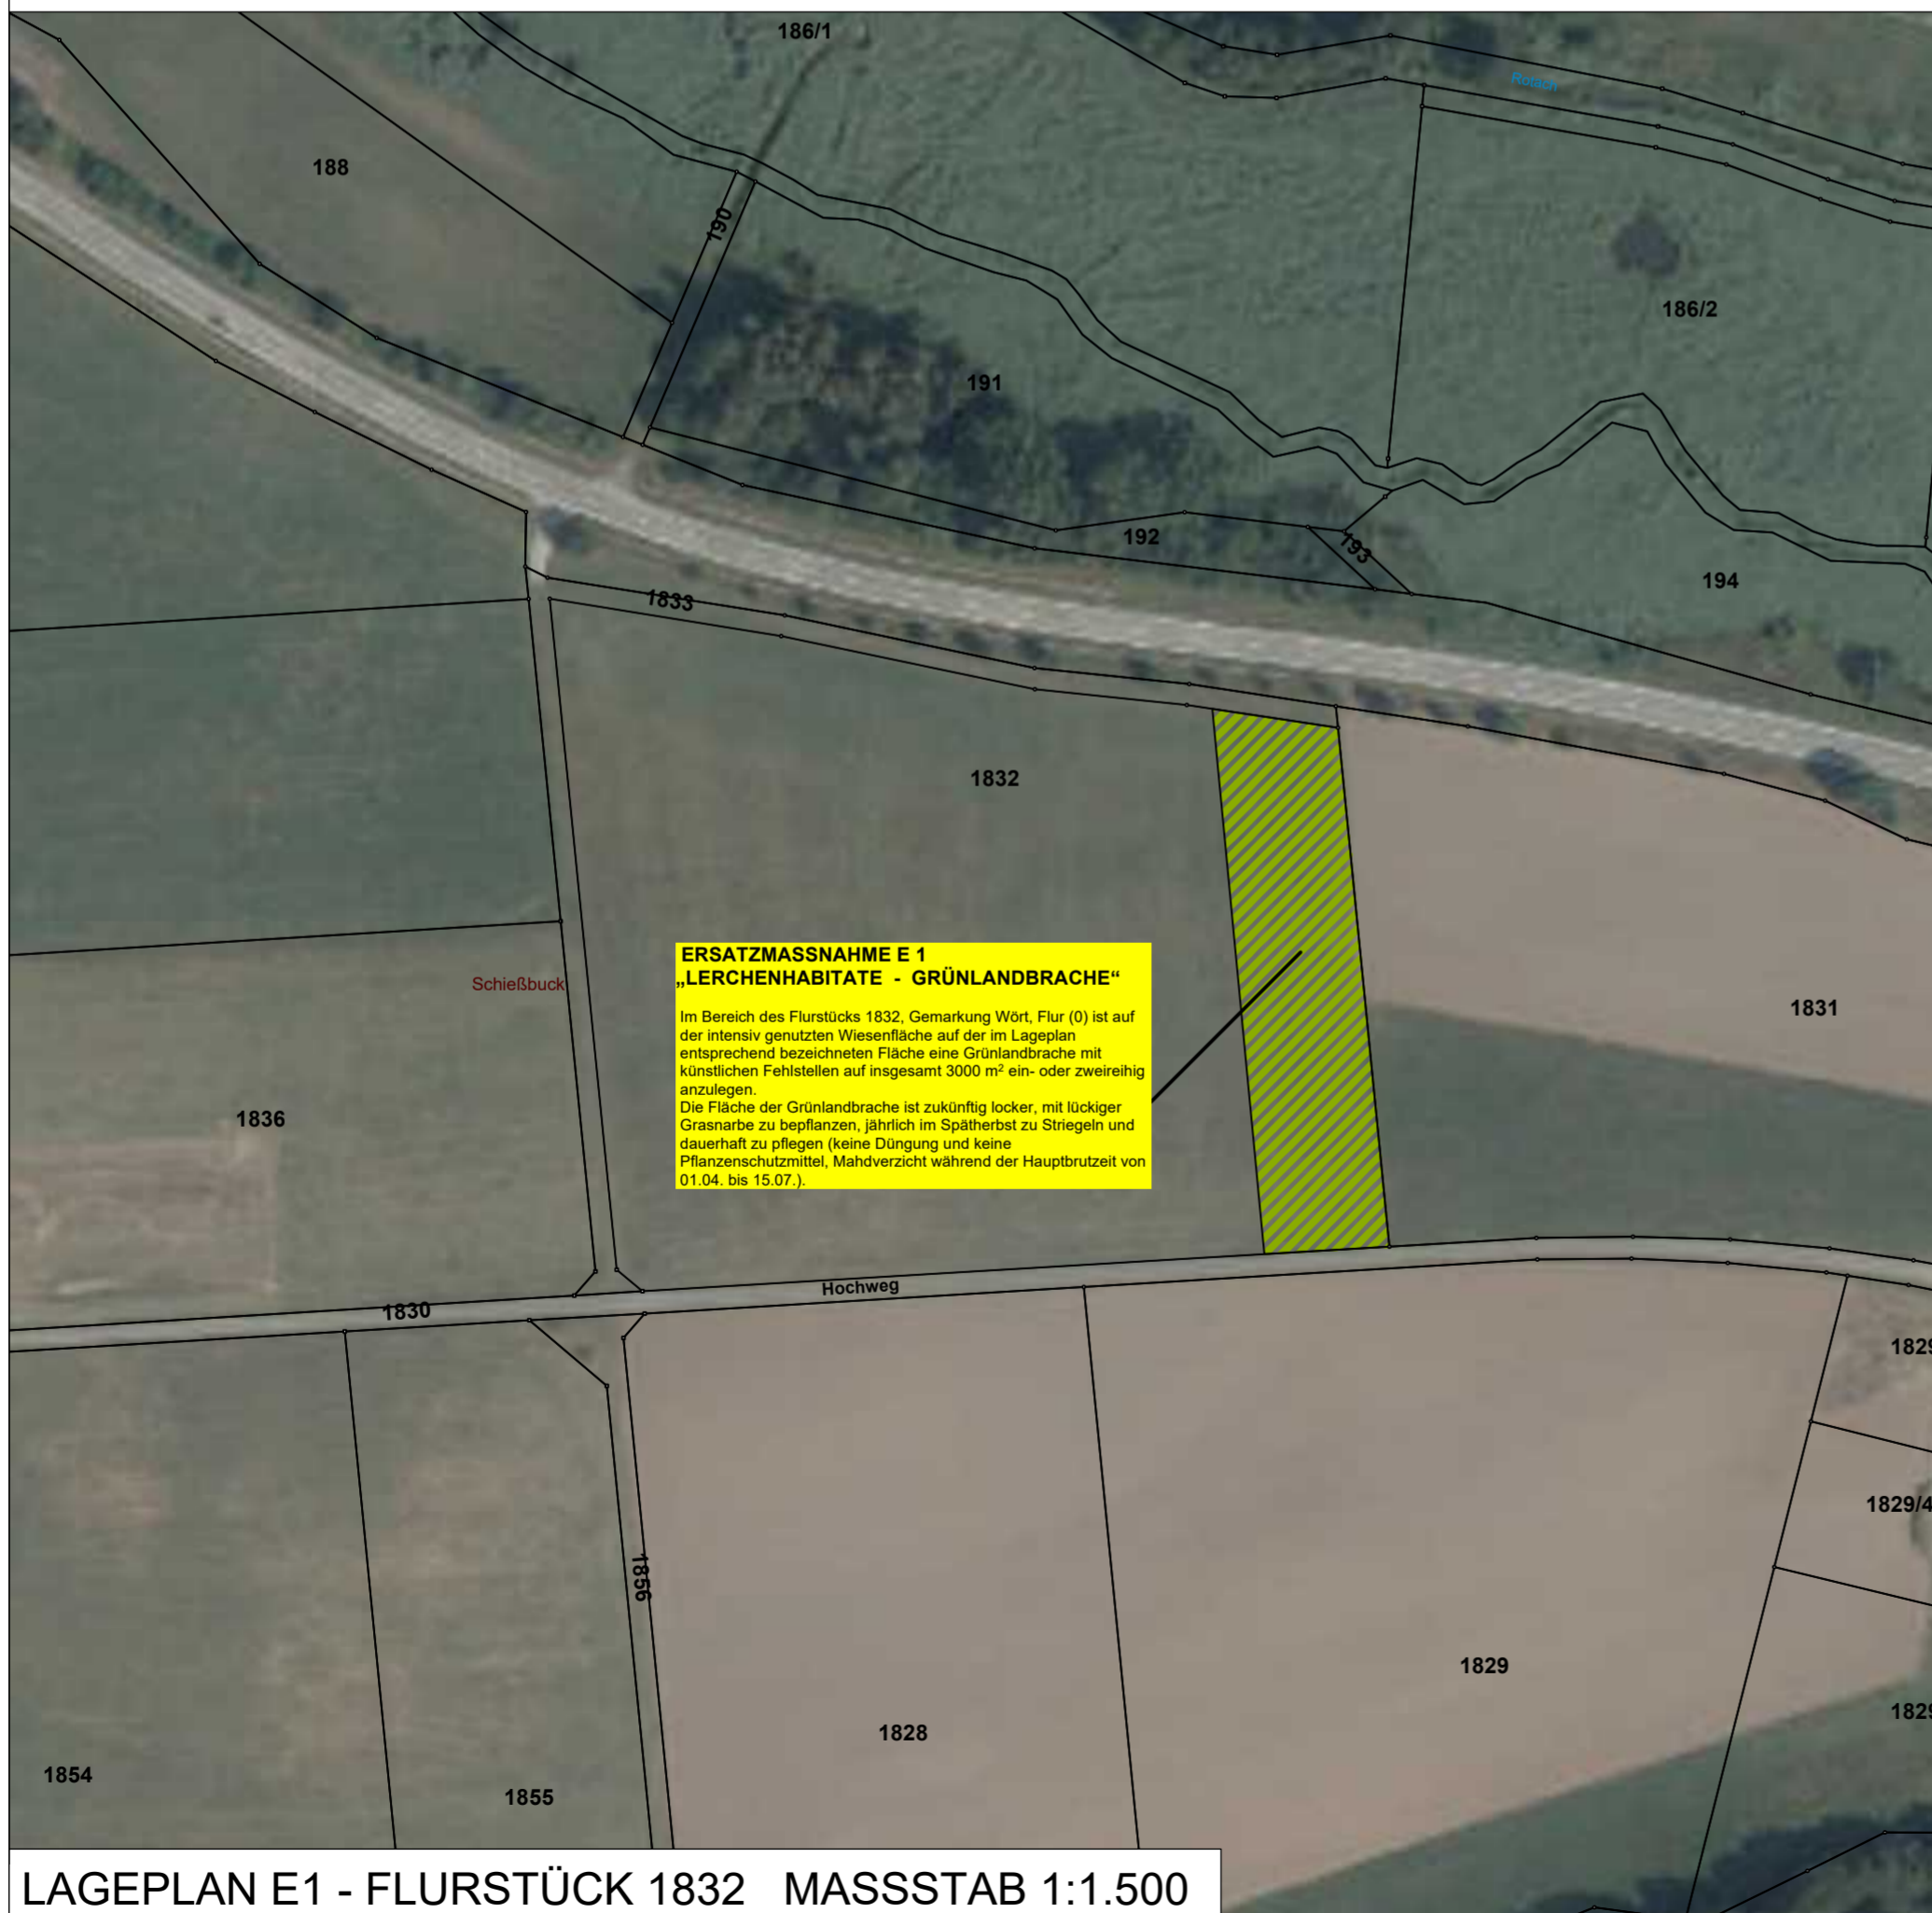 186/1
Rotach
188
190
186/2
191
192
193
194
1833
1832
ERSATZMASSNAHME E 1
„LERCHENHABITATE - GRÜNLANDBRACHE“
Im Bereich des Flurstücks 1832, Gemarkung Wört, Flur (0) ist auf
der intensiv genutzten Wiesenfläche auf der im Lageplan
entsprechend bezeichneten Fläche eine Grünlandbrache mit
künstlichen Fehlstellen auf insgesamt 3000 m² ein- oder zweireihig
anzulegen.
Die Fläche der Grünlandbrache ist zukünftig locker, mit lückiger
Grasnarbe zu bepflanzen, jährlich im Spätherbst zu Striegeln und
dauerhaft zu pflegen (keine Düngung und keine
Pflanzenschutzmittel, Mahdverzicht während der Hauptbrutzeit von
01.04. bis 15.07.).
Schießbuck
1831
1836
Hochweg
1830
1829
1829/4
1856
1829
1829
1828
1854
1855
LAGEPLAN E1 - FLURSTÜCK 1832 MASSSTAB 1:1.500